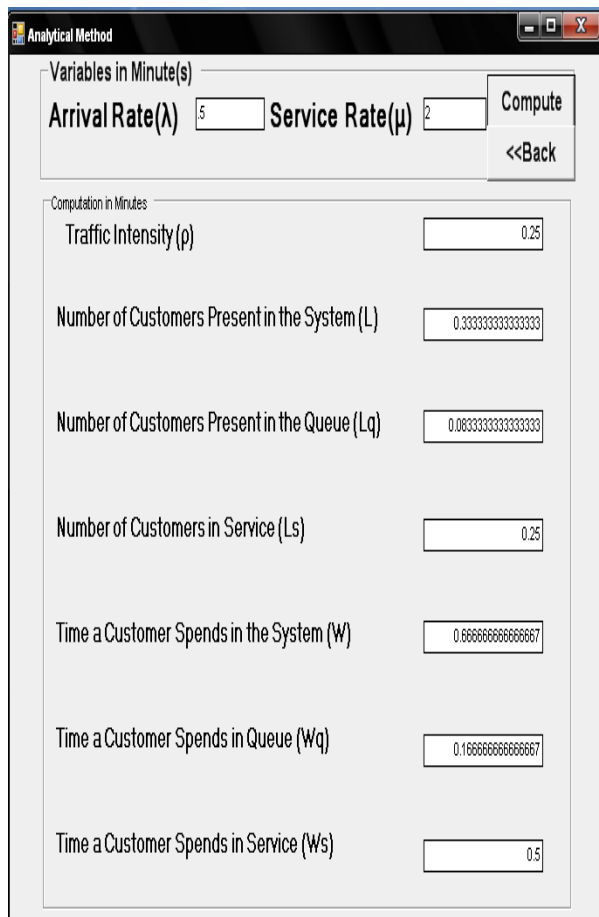 Analytical Method
Variables in Minute(s)
Arrival Rate(λ) .5 Service Rate(μ) 2 Compute
<<Back
Computation in Minutes
Traffic Intensity (ρ) 0.25
Number of Customers Present in the System (L) 0.333333333333333
Number of Customers Present in the Queue (Lq) 0.0833333333333333
Number of Customers in Service (Ls) 0.25
Time a Customer Spends in the System (W) 0.666666666666667
Time a Customer Spends in Queue (Wq) 0.166666666666667
Time a Customer Spends in Service (Ws) 0.5